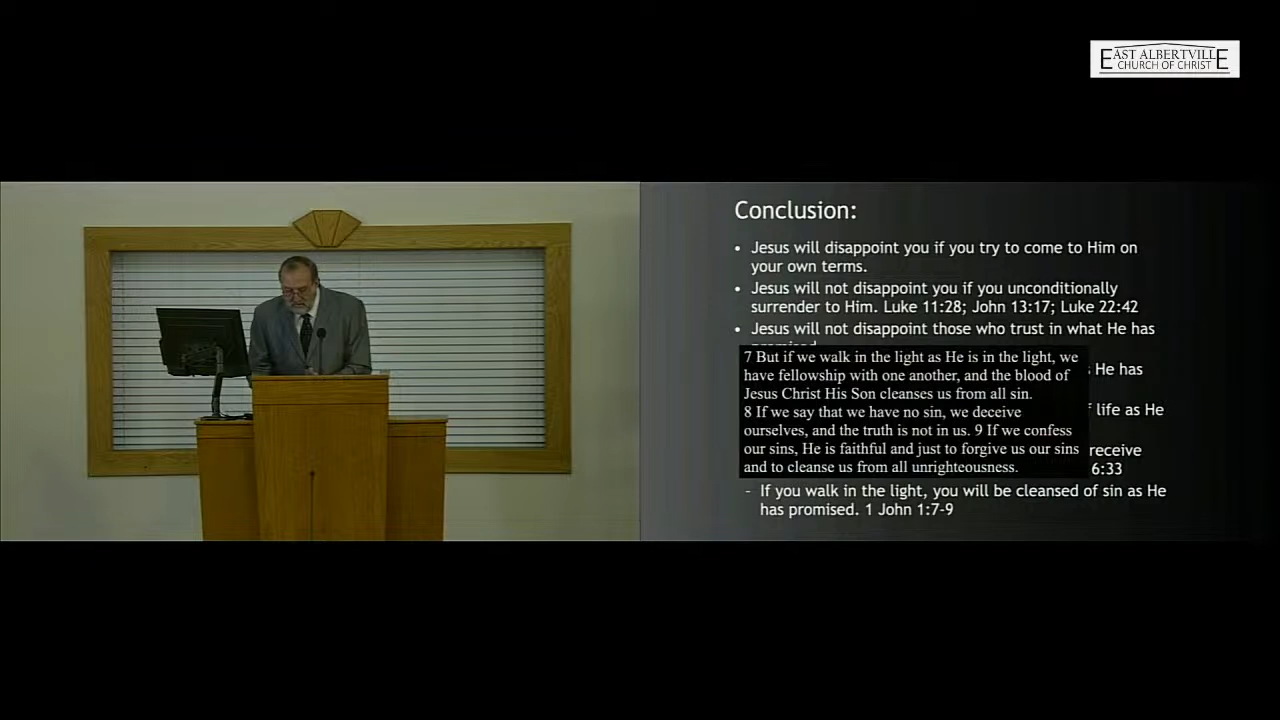 EAST ALBERTVILLE
CHURCH OF CHRIST
Conclusion:
• Jesus will disappoint you if you try to come to Him on
your own terms.
• Jesus will not disappoint you if you unconditionally
surrender to Him. Luke 11:28; John 13:17; Luke 22:42
• Jesus will not disappoint those who trust in what He has
7 But if we walk in the light as He is in the light, we
have fellowship with one another, and the blood of
Jesus Christ His Son cleanses us from all sin.
8 If we say that we have no sin, we deceive
ourselves, and the truth is not in us. 9 If we confess
our sins, He is faithful and just to forgive us our sins
and to cleanse us from all unrighteousness.
He has
life as He
receive
6:33
- If you walk in the light, you will be cleansed of sin as He
has promised. 1 John 1:7-9